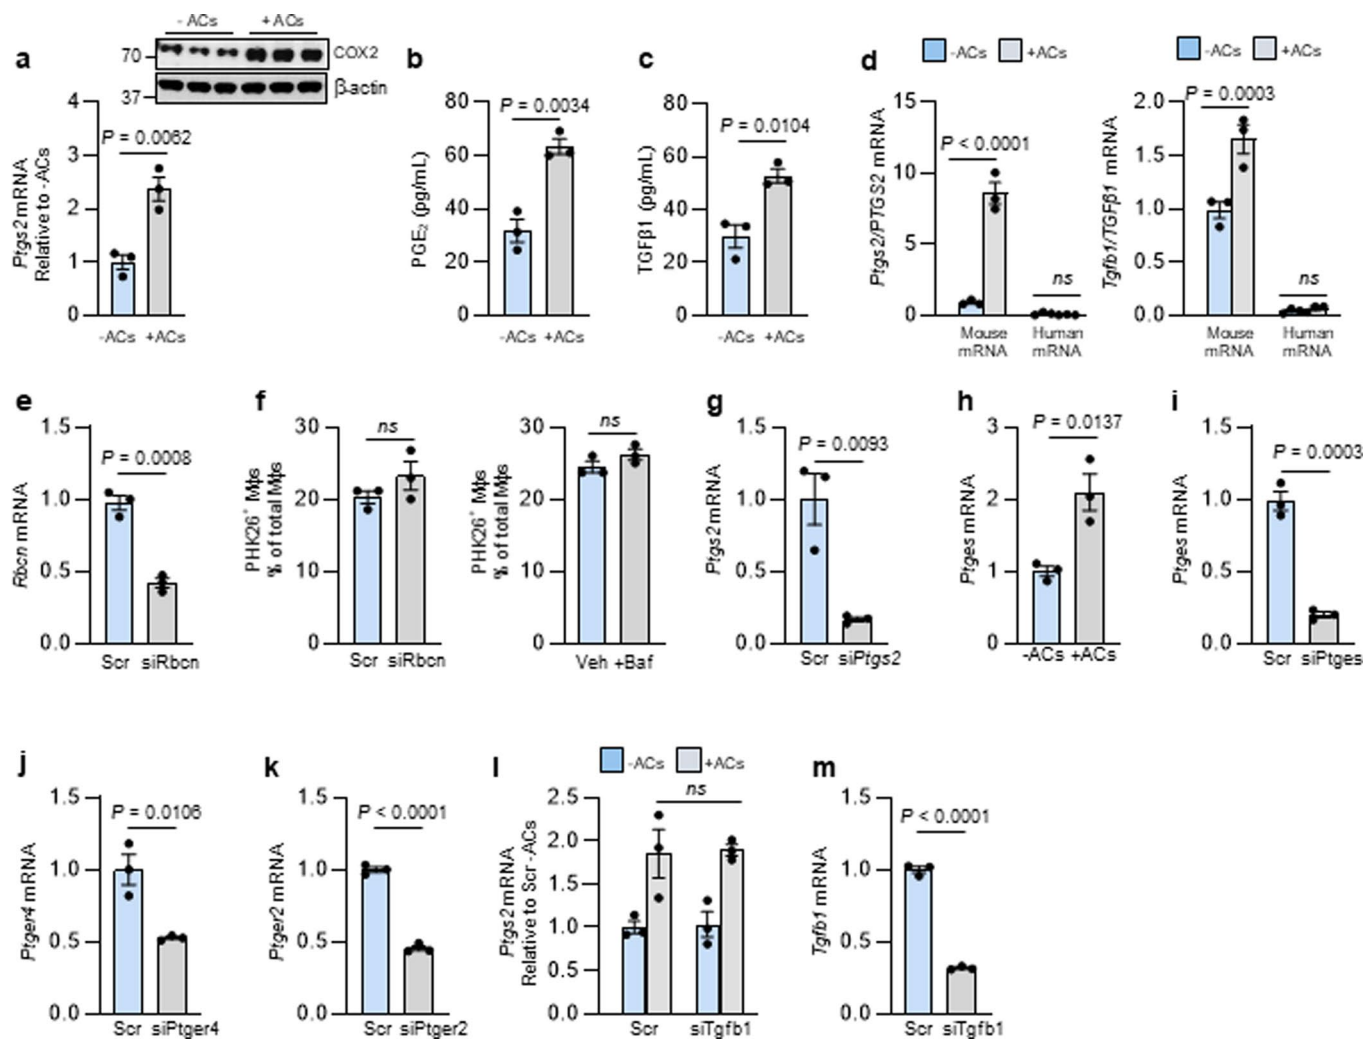 - ACs + ACs
a
70
COX2
37
β-actin
4
3
2
1
0
P = 0.0062
Ptgs2 mRNA
Relative to -ACs
-ACs +ACs
b
80
60
40
20
0
P = 0.0034
PGE₂ (pg/mL)
-ACs +ACs
c
80
60
40
20
0
P = 0.0104
TGFβ1 (pg/mL)
-ACs +ACs
d
-ACs +ACs
15
10
5
0
P < 0.0001
ns
Ptgs2/PTGS2 mRNA
Mouse Human
mRNA mRNA
-ACs +ACs
2.0
1.5
1.0
0.5
0.0
P = 0.0003
ns
Tgfb1/TGFβ1 mRNA
Mouse Human
mRNA mRNA
e
1.5
1.0
0.5
0.0
P = 0.0008
Rbcn mRNA
Scr siRbcn
f
30
20
10
0
ns
PHK26⁺ Mφs
% of total Mφs
Scr siRbcn
30
20
10
0
ns
PHK26⁺ Mφs
% of total Mφs
Veh +Baf
g
1.5
1.0
0.5
0.0
P = 0.0093
Ptgs2 mRNA
Scr siPtgs2
h
3
2
1
0
P = 0.0137
Ptges mRNA
-ACs +ACs
i
1.5
1.0
0.5
0.0
P = 0.0003
Ptges mRNA
Scr siPtges
j
1.5
1.0
0.5
0.0
P = 0.0106
Ptger4 mRNA
Scr siPtger4
k
1.5
1.0
0.5
0.0
P < 0.0001
Ptger2 mRNA
Scr siPtger2
l
-ACs +ACs
2.5
2.0
1.5
1.0
0.5
0.0
ns
Ptgs2 mRNA
Relative to Scr -ACs
Scr siTgfb1
m
1.5
1.0
0.5
0.0
P < 0.0001
Tgfb1 mRNA
Scr siTgfb1